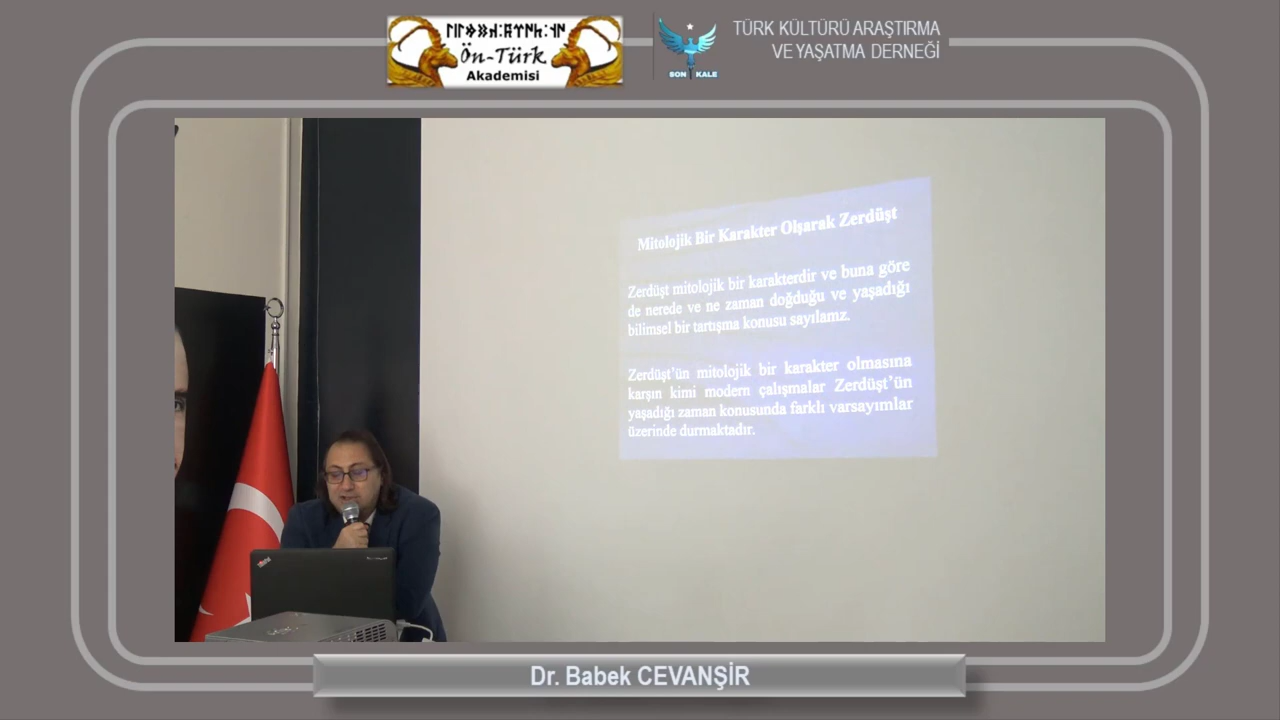 Ön-Türk
Akademisi
SON KALE
TÜRK KÜLTÜRÜ ARAŞTIRMA
VE YAŞATMA DERNEĞİ
Mitolojik Bir Karakter Olşarak Zerdüşt
Zerdüşt mitolojik bir karakterdir ve buna göre
de nerede ve ne zaman doğduğu ve yaşadığı
bilimsel bir tartışma konusu sayılamz.
Zerdüşt’ün mitolojik bir karakter olmasına
karşın kimi modern çalışmalar Zerdüşt’ün
yaşadığı zaman konusunda farklı varsayımlar
üzerinde durmaktadır.
Dr. Babek CEVANŞİR